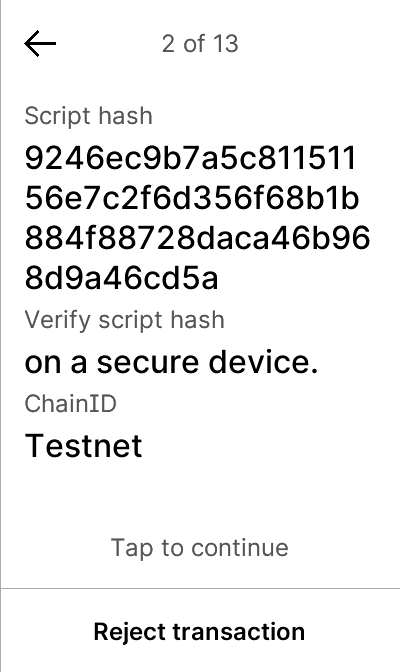 2 of 13
Script hash
9246ec9b7a5c811511
56e7c2f6d356f68b1b
884f88728daca46b96
8d9a46cd5a
Verify script hash
on a secure device.
ChainID
Testnet
Tap to continue
Reject transaction